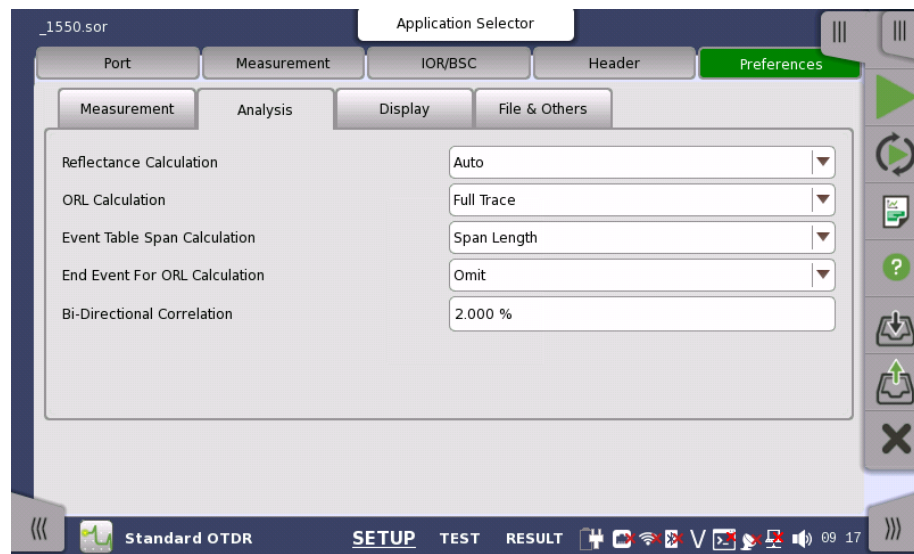 _1550.sor
Application Selector
Port Measurement IOR/BSC Header Preferences
Measurement Analysis Display File & Others
Reflectance Calculation Auto
ORL Calculation Full Trace
Event Table Span Calculation Span Length
End Event For ORL Calculation Omit
Bi-Directional Correlation 2.000 %
Standard OTDR SETUP TEST RESULT V 09 17